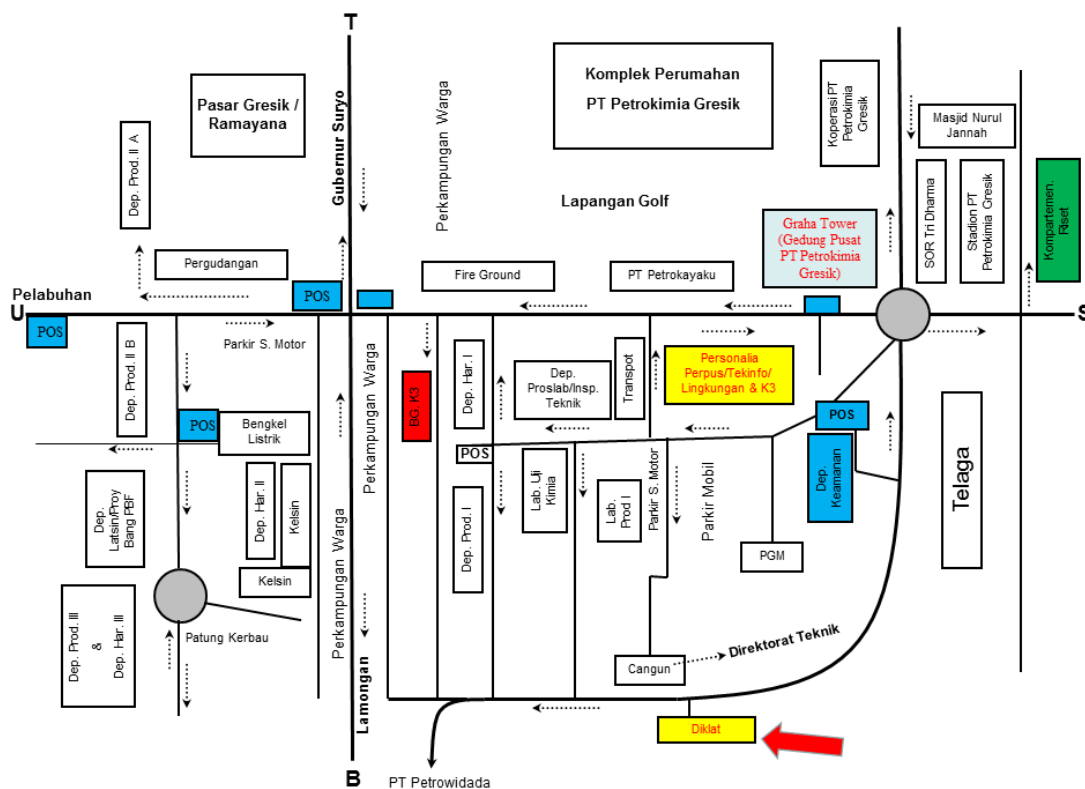 T
Pasar Gresik /
Ramayana
Gubernur Suryo
Perkampungan Warga
Komplek Perumahan
PT Petrokimia Gresik
Koperasi PT
Petrokimia
Gresik
Masjid Nurul
Jannah
Dep. Prod. II A
Lapangan Golf
SOR Tri Dharma
Stadion PT
Petrokimia Gresik
Kompartemen.
Riset
Graha Tower
(Gedung Pusat
PT Petrokimia
Gresik)
Pergudangan
Fire Ground
PT Petrokayaku
Pelabuhan
U
POS
POS
S
Parkir S. Motor
Dep. Prod. II B
Perkampungan Warga
BG. K3
Dep. Har. I
Dep.
Proslab/Insp.
Teknik
Transpot
Personalia
Perpus/Tekinfo/
Lingkungan & K3
POS
Bengkel
Listrik
POS
POS
Dep.
Keamanan
Telaga
Dep.
Latsin/Proy
Bang PBF
Dep. Har. II
Kelsin
Kelsin
Dep. Prod. I
Lab. Uji
Kimia
Lab.
Prod I
Parkir S. Motor
Parkir Mobil
PGM
Perkampungan Warga
Dep. Prod. III
&
Dep. Har. III
Patung Kerbau
Cangun
Direktorat Teknik
Lamongan
Diklat
B
PT Petrowidada